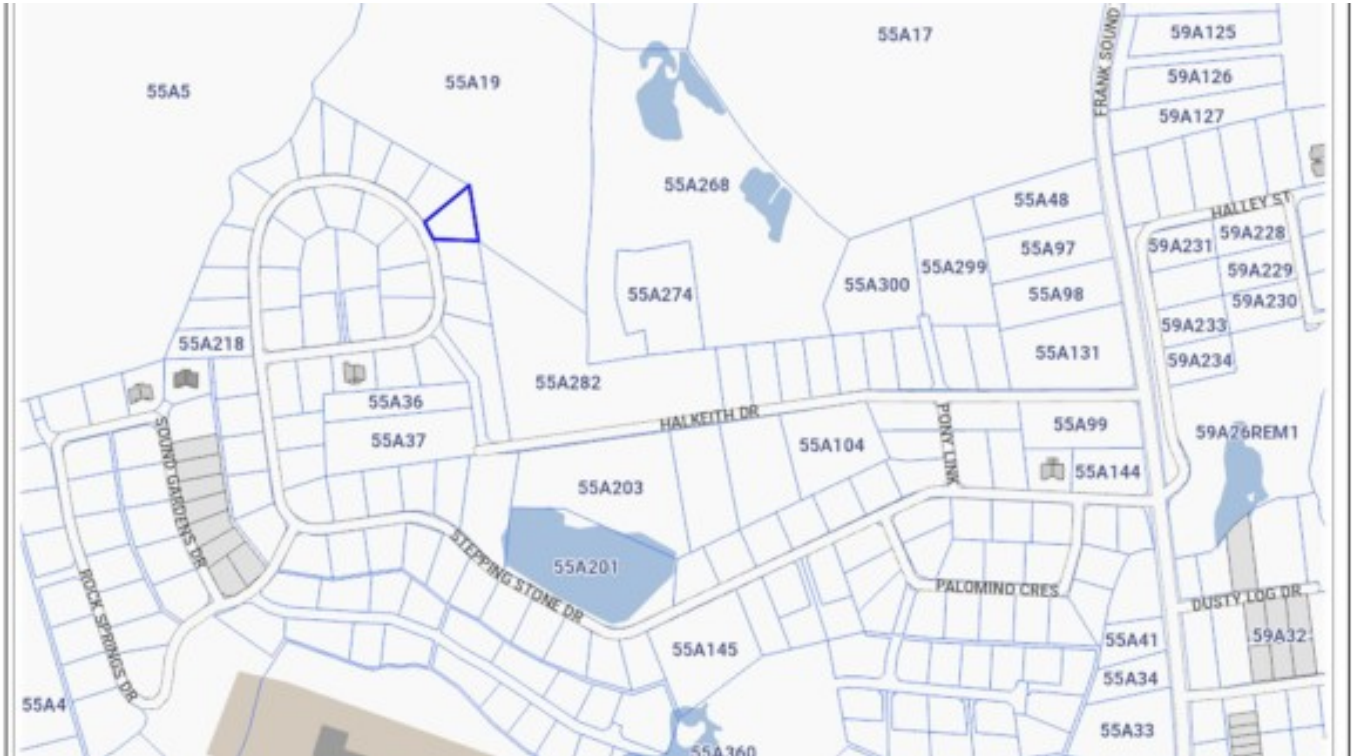 FRANK SOUND
55A17
59A125
55A5
55A19
59A126
59A127
55A268
55A48
HALLEY ST
59A231
59A228
55A97
55A299
55A300
59A229
55A274
55A98
59A230
59A233
55A218
55A131
59A234
55A282
55A36
HALKEITH DR
PONY LINK
55A99
55A37
55A104
59A26REM1
SOUND GARDENS DR
55A144
55A203
STEPPING STONE DR
55A201
ROCK SPRINGS DR
PALOMINO CRES
DUSTY LOG DR
59A32
55A41
55A145
55A34
55A4
55A33
55A360